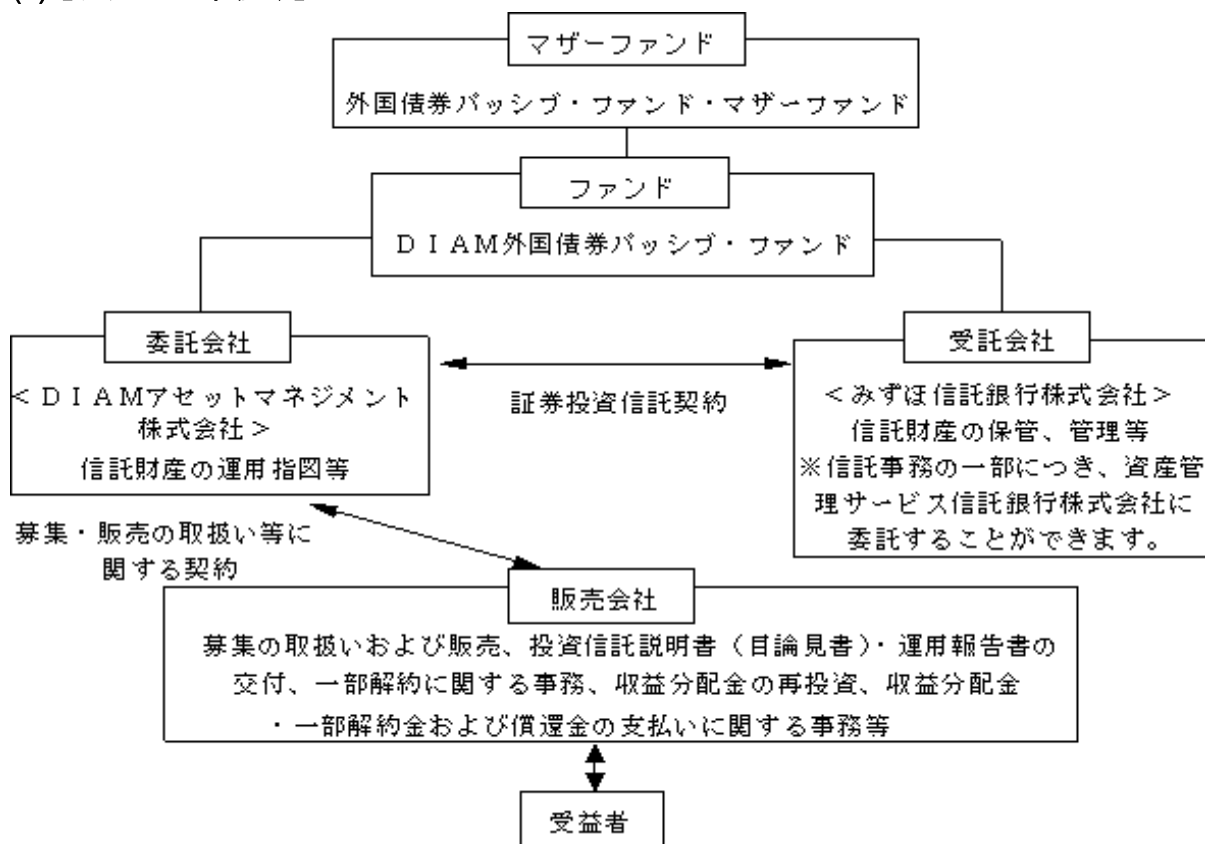 マザーファンド
外国債券パッシブ・ファンド・マザーファンド
ファンド
ＤＩＡＭ外国債券パッシブ・ファンド
委託会社
＜ＤＩＡＭアセットマネジメント
株式会社＞
信託財産の運用指図等
証券投資信託契約
受託会社
＜みずほ信託銀行株式会社＞
信託財産の保管、管理等
※信託事務の一部につき、資産管
理サービス信託銀行株式会社に
委託することができます。
募集・販売の取扱い等に
関する契約
販売会社
募集の取扱いおよび販売、投資信託説明書（目論見書）・運用報告書の
交付、一部解約に関する事務、収益分配金の再投資、収益分配金
・一部解約金および償還金の支払いに関する事務等
受益者